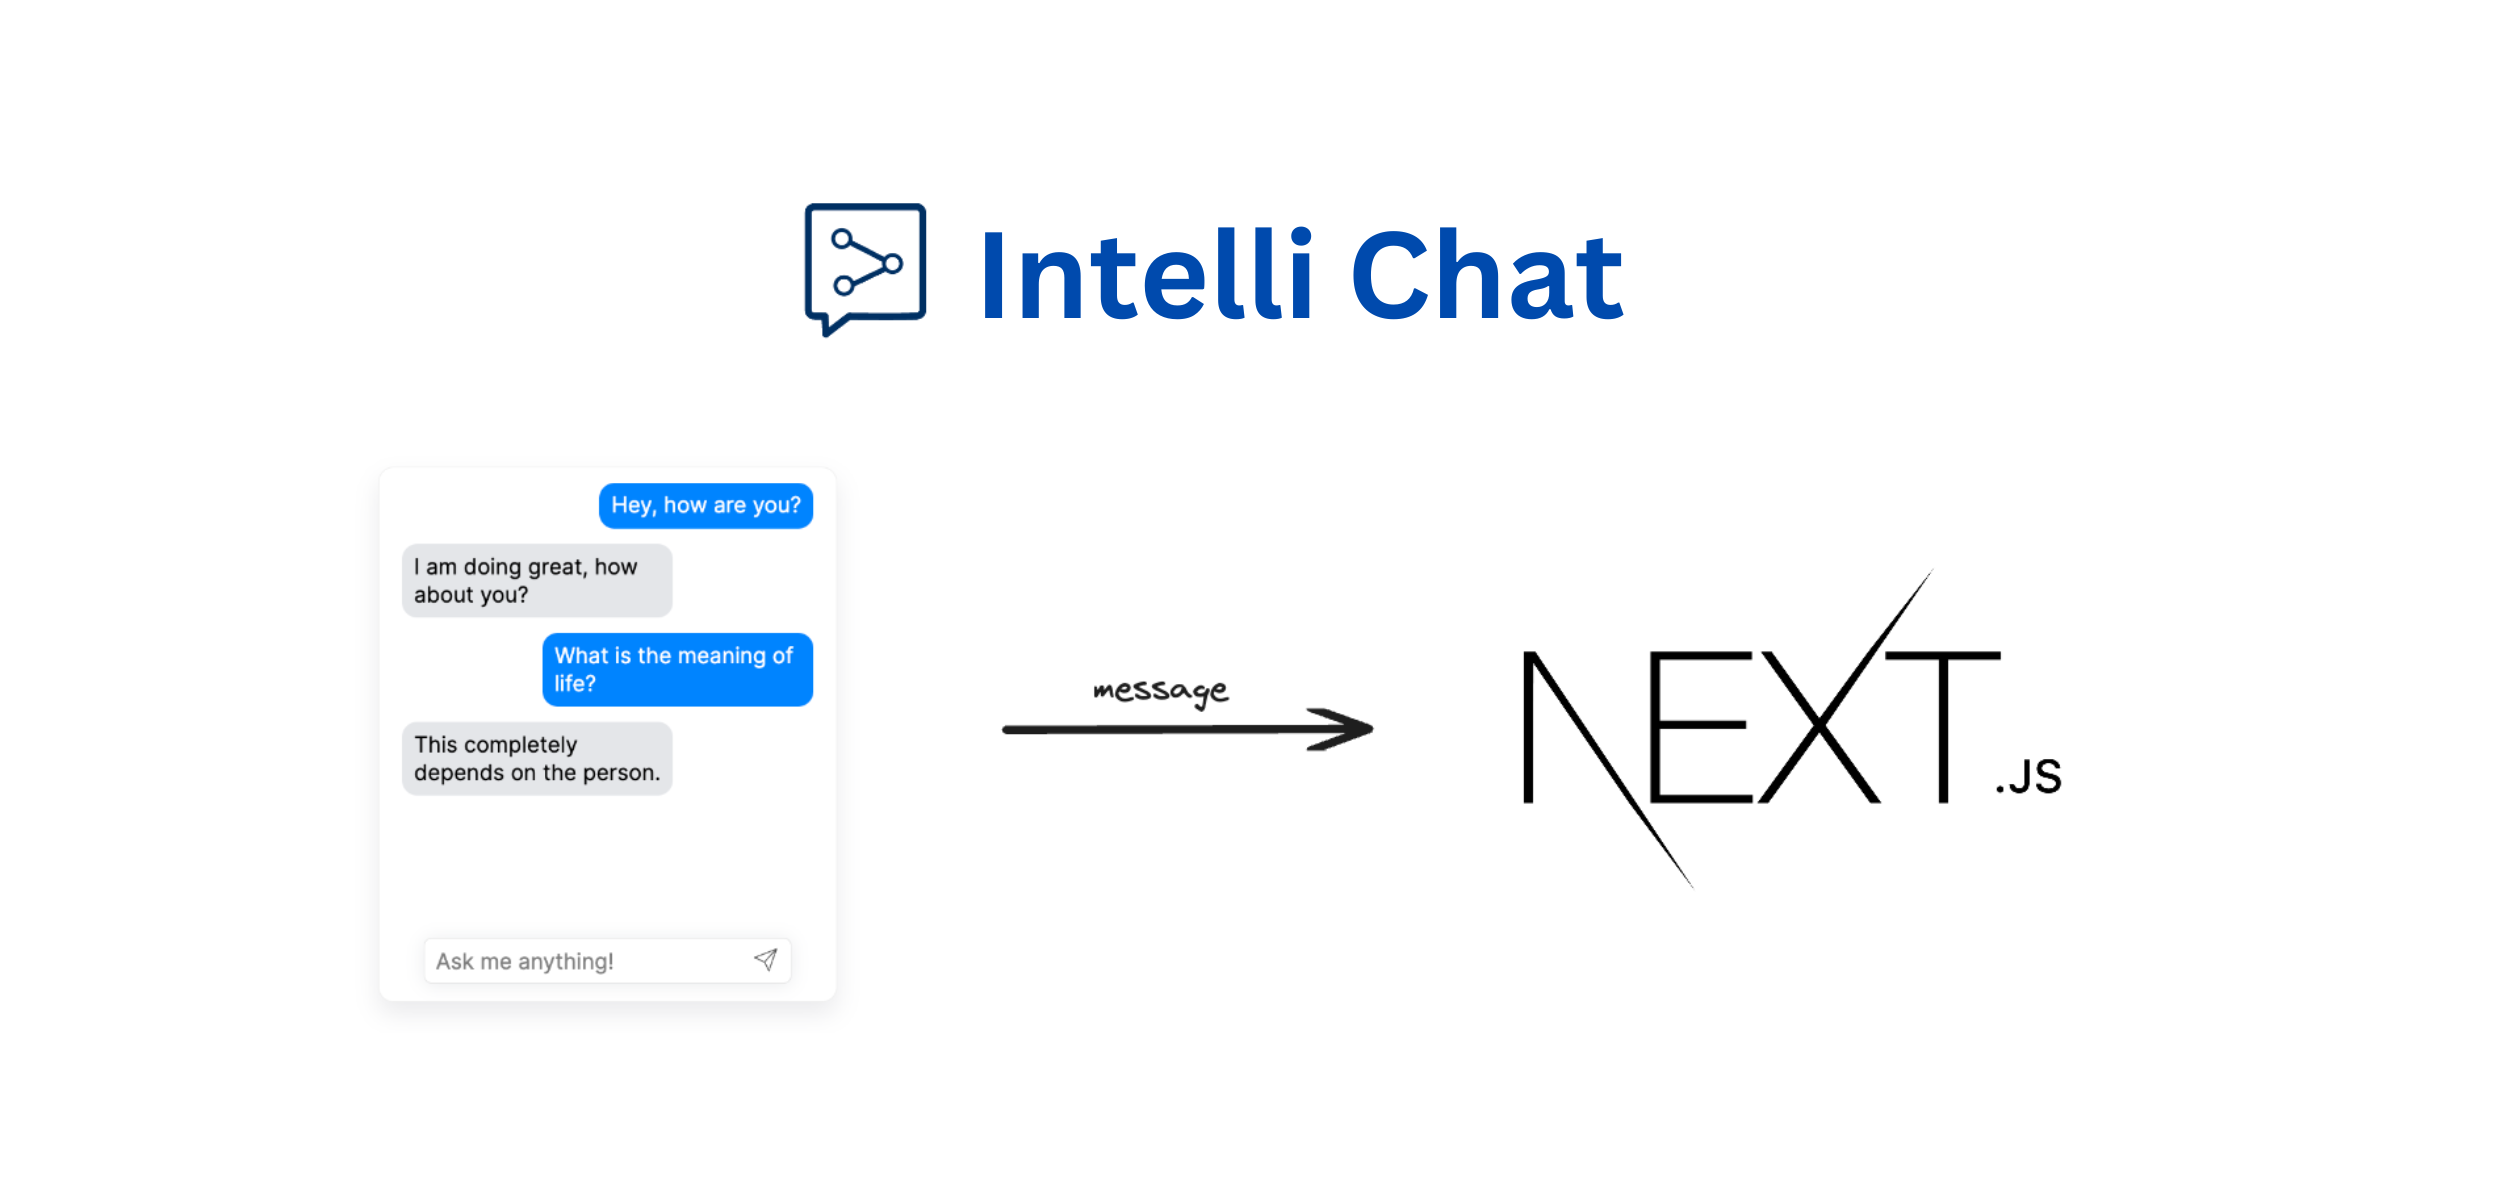 Intelli Chat
Hey, how are you?
I am doing great, how
about you?
What is the meaning of
life?
This completely
depends on the person.
Ask me anything!
message
NEXT.JS